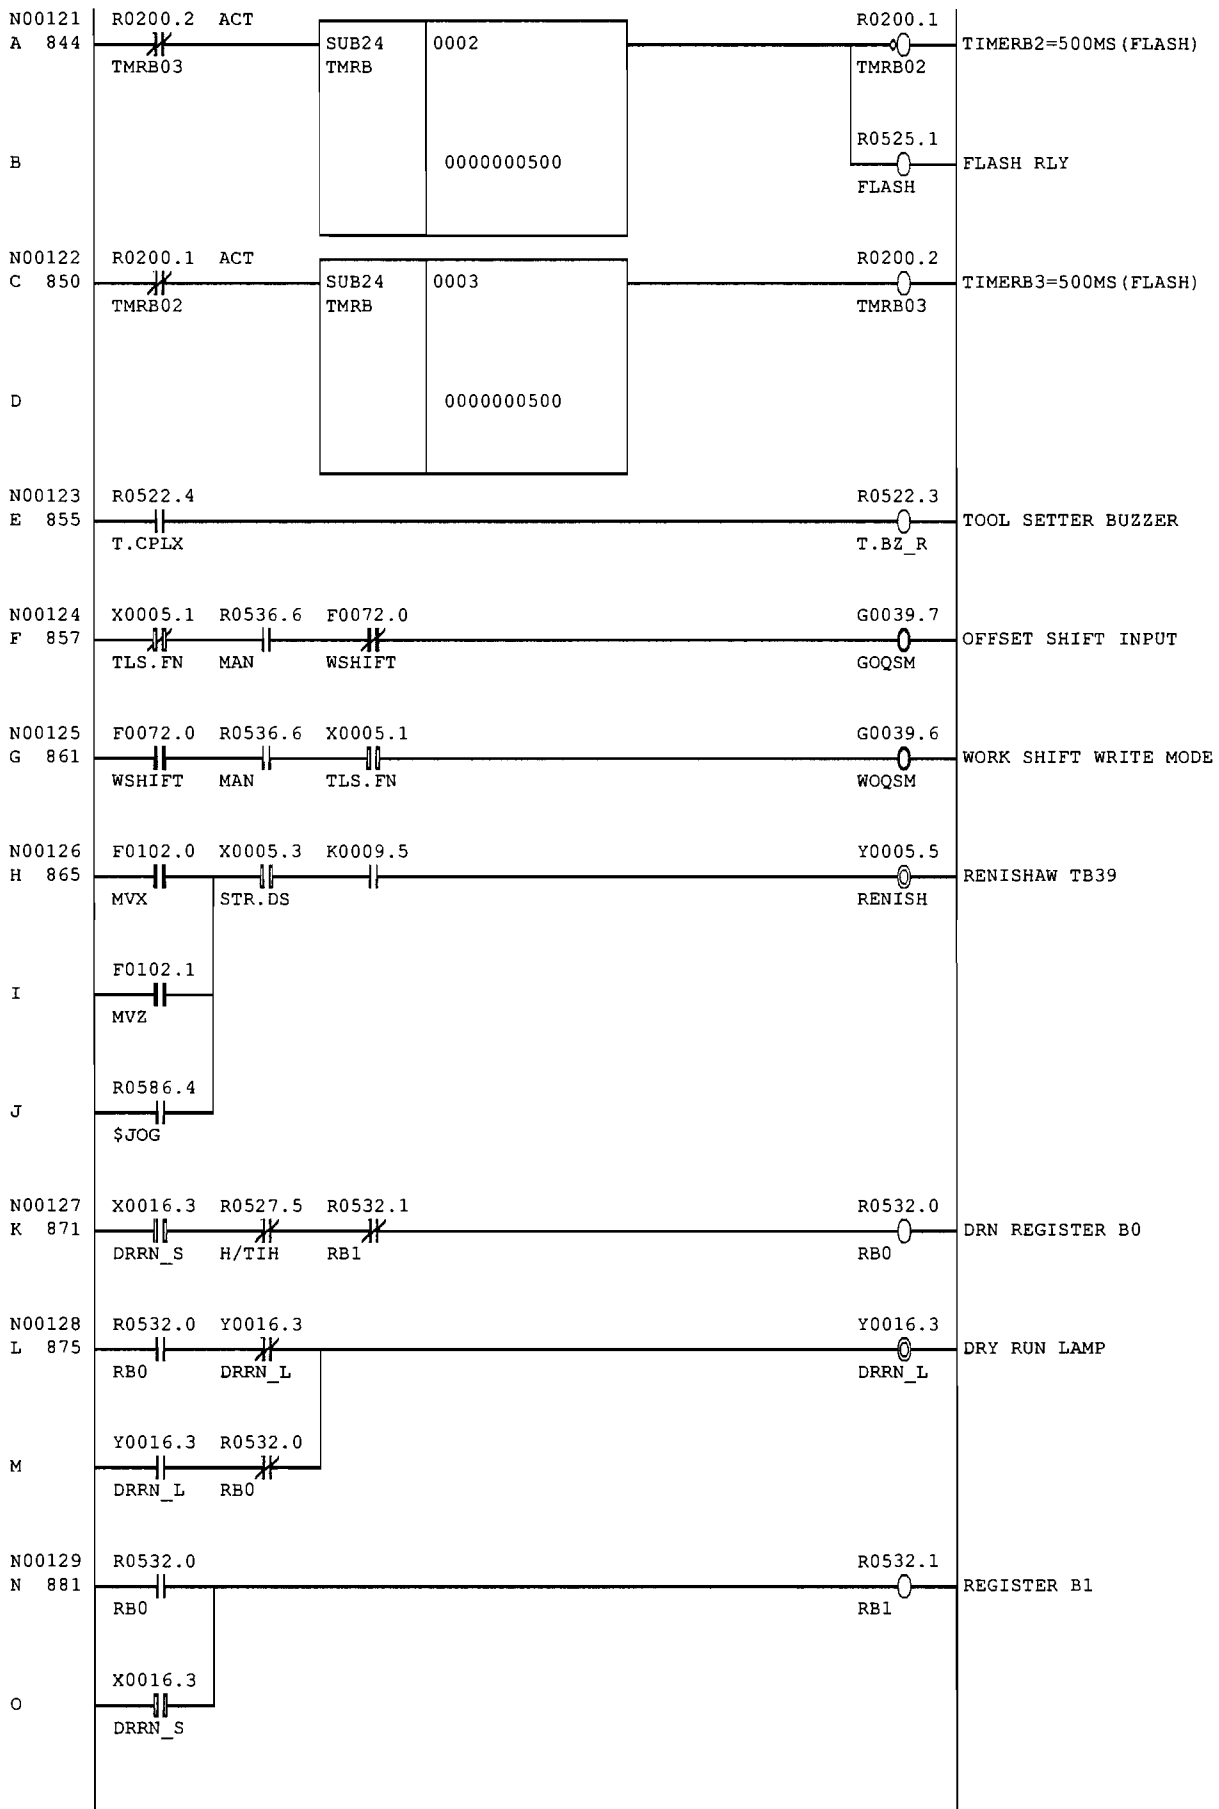 N00121 R0200.2 ACT R0200.1
A 844 SUB24 0002 TIMERB2=500MS(FLASH)
TMRB03 TMRB TMRB02
R0525.1
B 0000000500 FLASH RLY
FLASH
N00122 R0200.1 ACT R0200.2
C 850 SUB24 0003 TIMERB3=500MS(FLASH)
TMRB02 TMRB TMRB03
D 0000000500
N00123 R0522.4 R0522.3
E 855 TOOL SETTER BUZZER
T.CPLX T.BZ_R
N00124 X0005.1 R0536.6 F0072.0 G0039.7
F 857 OFFSET SHIFT INPUT
TLS.FN MAN WSHIFT GOQSM
N00125 F0072.0 R0536.6 X0005.1 G0039.6
G 861 WORK SHIFT WRITE MODE
WSHIFT MAN TLS.FN WOQSM
N00126 F0102.0 X0005.3 K0009.5 Y0005.5
H 865 RENISHAW TB39
MVX STR.DS RENISH
F0102.1
I
MVZ
R0586.4
J
$JOG
N00127 X0016.3 R0527.5 R0532.1 R0532.0
K 871 DRN REGISTER B0
DRRN_S H/TIH RB1 RB0
N00128 R0532.0 Y0016.3 Y0016.3
L 875 DRY RUN LAMP
RB0 DRRN_L DRRN_L
Y0016.3 R0532.0
M
DRRN_L RB0
N00129 R0532.0 R0532.1
N 881 REGISTER B1
RB0 RB1
X0016.3
O
DRRN_S